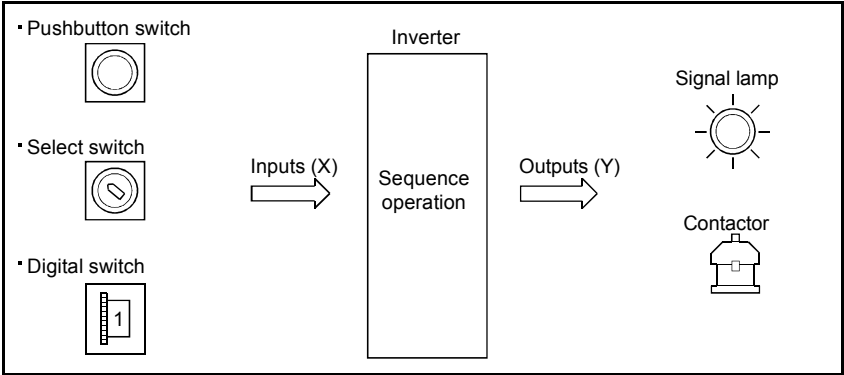 · Pushbutton switch
· Select switch
· Digital switch
1
Inputs (X)
Inverter
Sequence
operation
Outputs (Y)
Signal lamp
Contactor